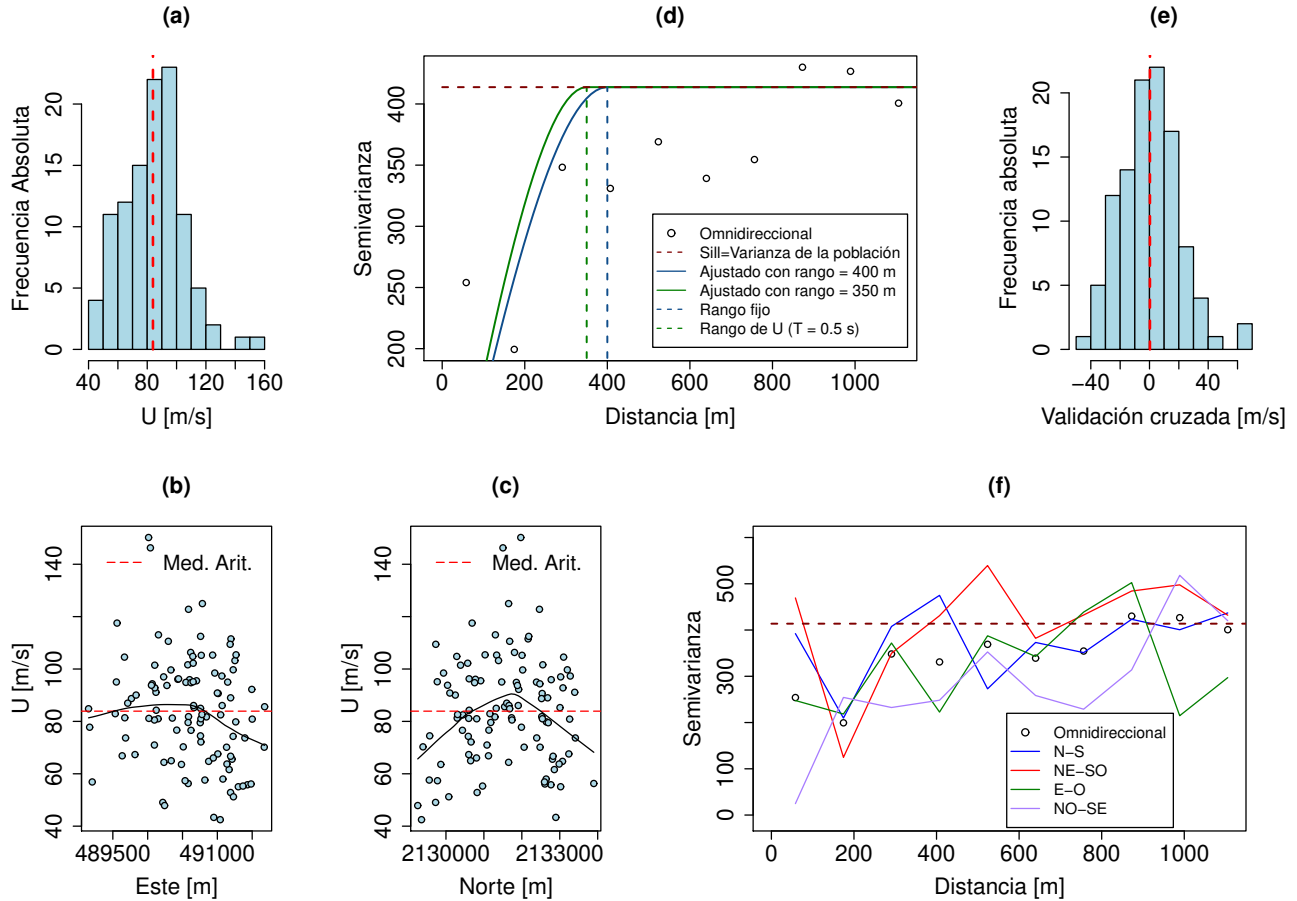 (a)
Frecuencia Absoluta
20
15
10
5
0
40
80
120
160
U [m/s]
(d)
Semivarianza
400
350
300
250
200
0
200
400
600
800
1000
Distancia [m]
Omnidireccional
Sill=Varianza de la población
Ajustado con rango = 400 m
Ajustado con rango = 350 m
Rango fijo
Rango de U (T = 0.5 s)
(e)
Frecuencia absoluta
20
15
10
5
0
−40
0
40
Validación cruzada [m/s]
(b)
U [m/s]
140
100
80
60
40
Med. Arit.
489500
491000
Este [m]
(c)
U [m/s]
140
100
80
60
40
Med. Arit.
2130000
2133000
Norte [m]
(f)
Semivarianza
500
300
200
100
0
0
200
400
600
800
1000
Distancia [m]
Omnidireccional
N−S
NE−SO
E−O
NO−SE